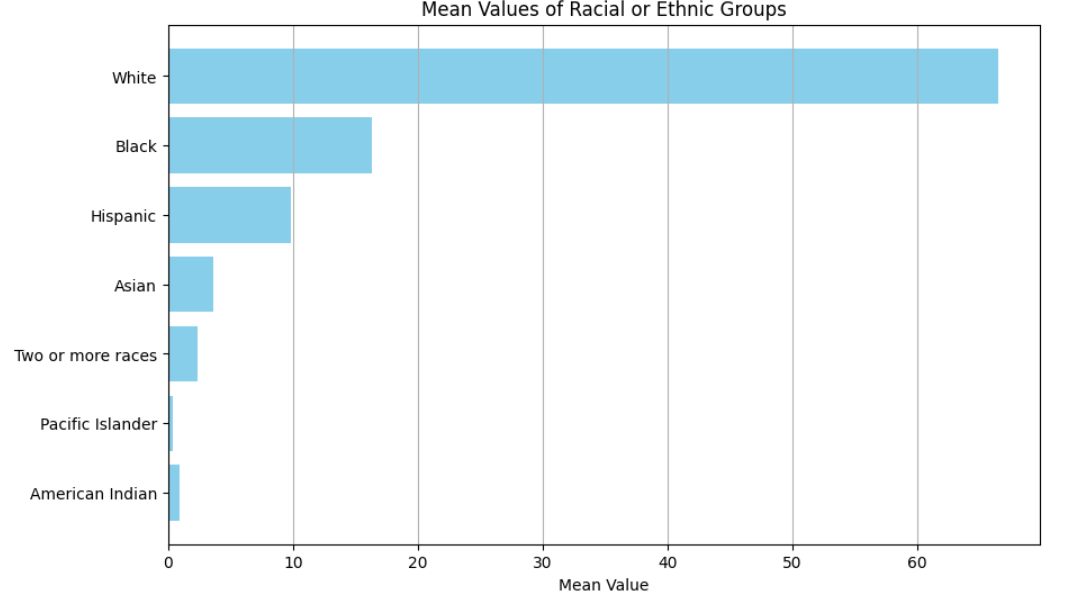 Mean Values of Racial or Ethnic Groups
White
Black
Hispanic
Asian
Two or more races
Pacific Islander
American Indian
0 10 20 30 40 50 60
Mean Value